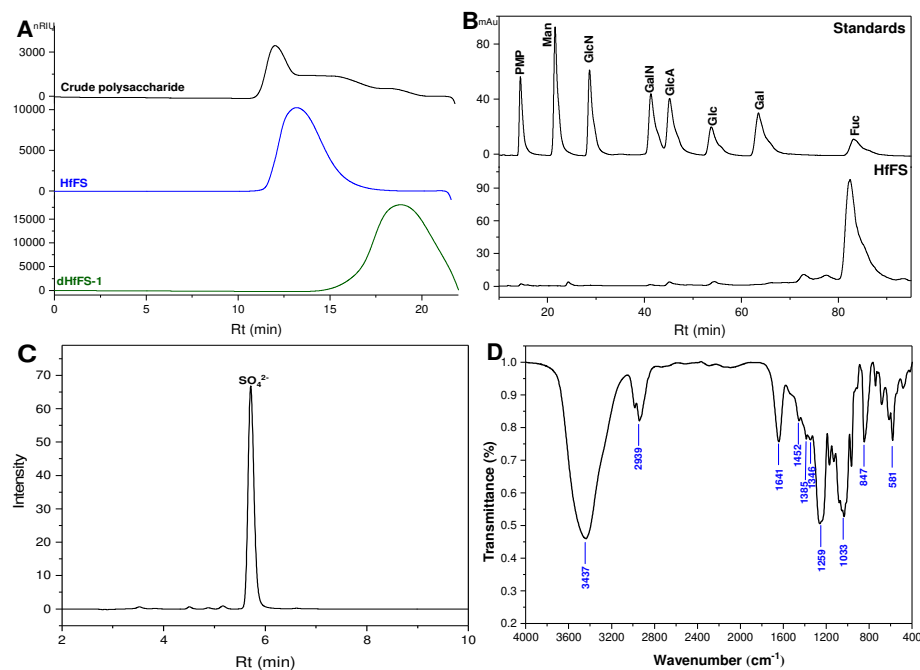 A
nRIU
3000
0
Crude polysaccharide
10000
5000
0
HfFS
15000
10000
5000
0
dHfFS-1
0 5 10 15 20
Rt (min)
B
mAu
Standards
80
40
0
PMP
Man
GlcN
GalN
GlcA
Glc
Gal
Fuc
HfFS
90
60
30
0
20 40 60 80
Rt (min)
C
SO₄²⁻
70
60
50
40
30
20
10
0
Intensity
2 4 6 8 10
Rt (min)
D
1.0
0.9
0.8
0.7
0.6
0.5
0.4
0.3
0.2
Transmittance (%)
3437
2939
1641
1452
1385
1346
1259
1033
847
581
4000 3600 2800 2000 1600 1200 800 400
Wavenumber (cm⁻¹)